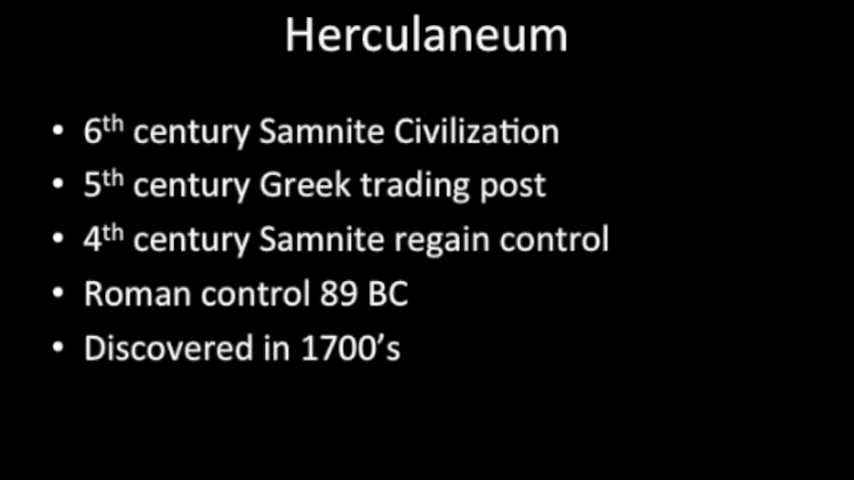 Herculaneum
• 6th century Samnite Civilization
• 5th century Greek trading post
• 4th century Samnite regain control
• Roman control 89 BC
• Discovered in 1700’s